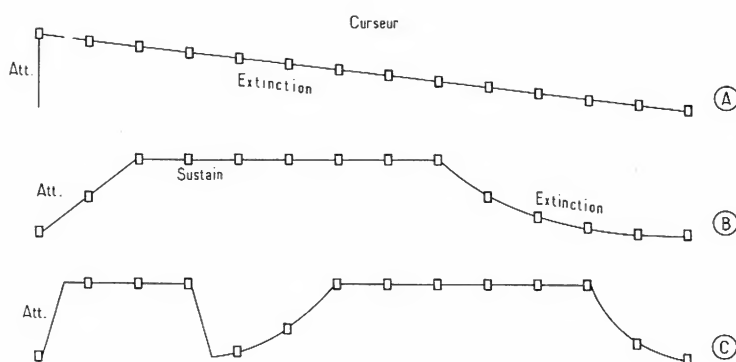 Curseur
Att.
Extinction
A
Att.
Sustain
Extinction
B
Att.
C